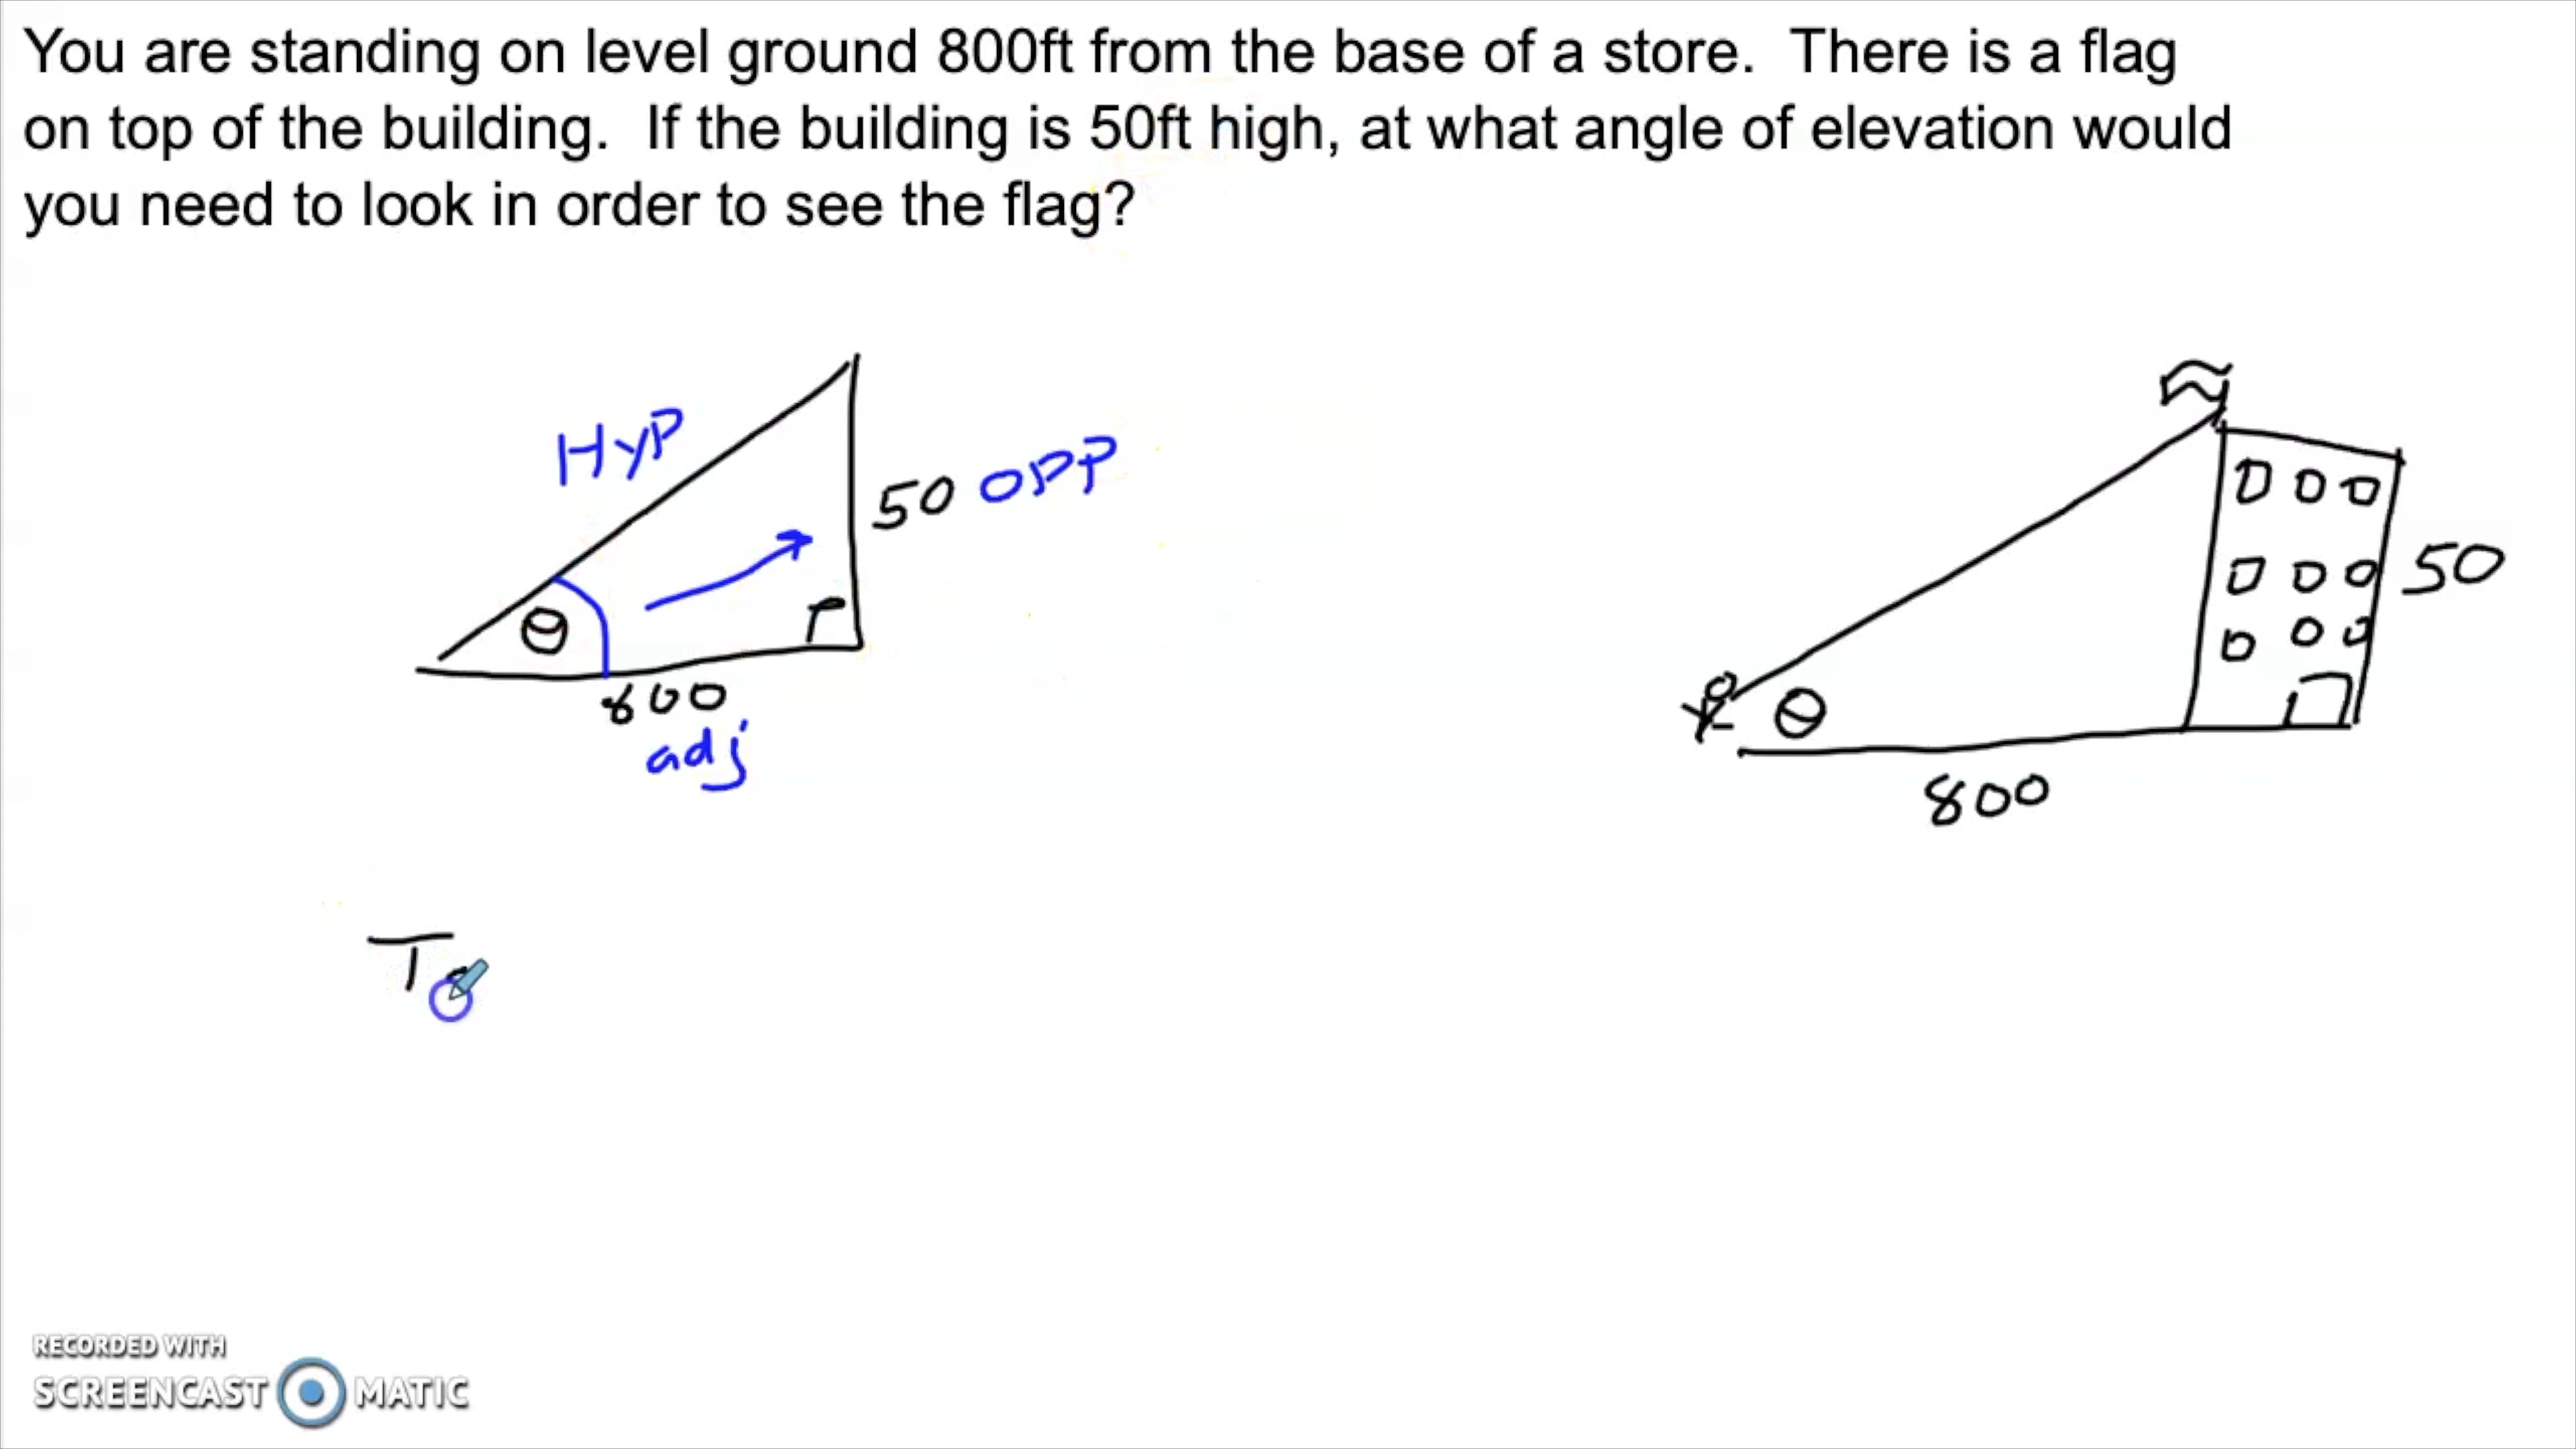 You are standing on level ground 800ft from the base of a store. There is a flag
on top of the building. If the building is 50ft high, at what angle of elevation would
you need to look in order to see the flag?
Hyp
50 OPP
θ
800
adj
50
θ
800
T
RECORDED WITH
SCREENCAST MATIC